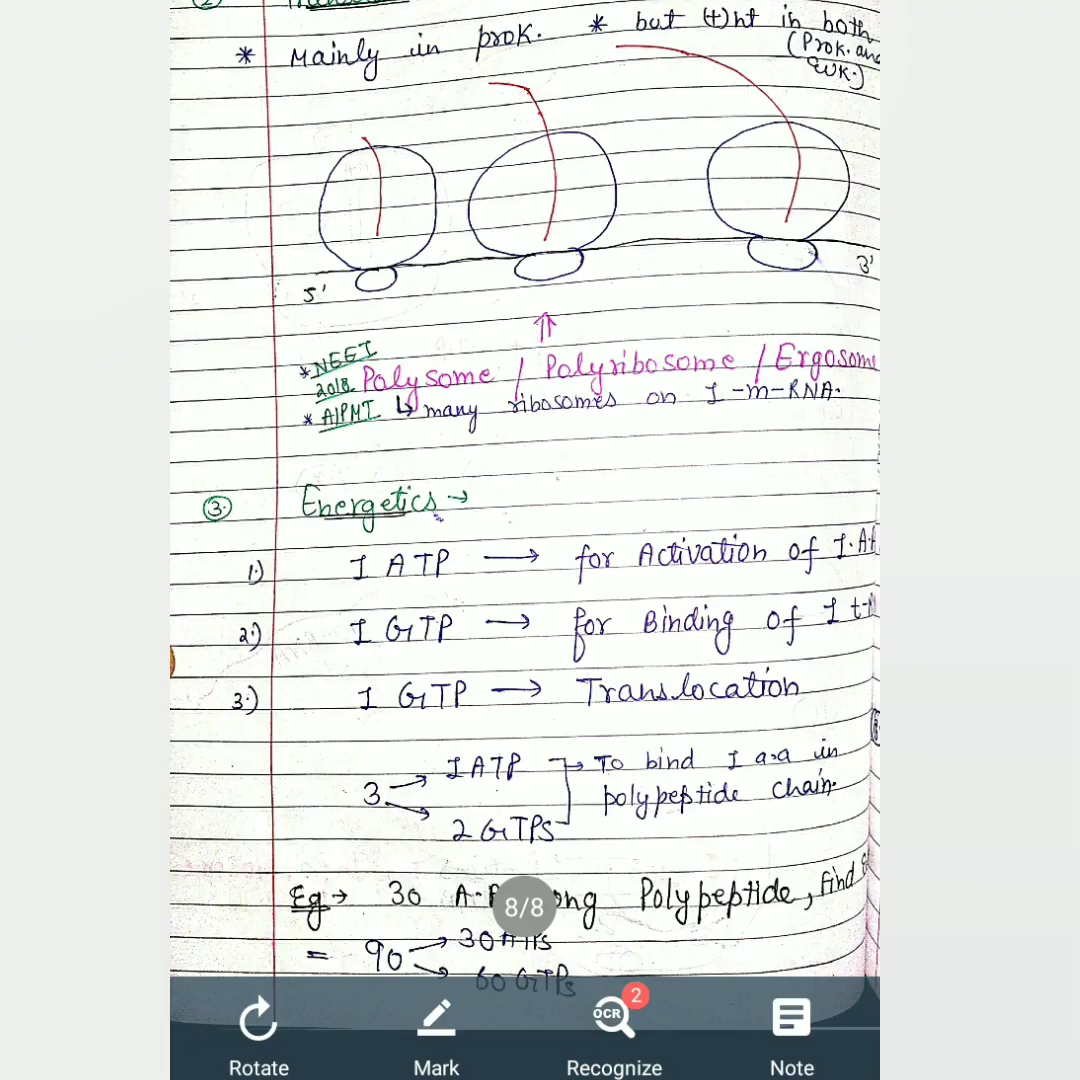 * Mainly in prok. * but (+)nt in both
(Prok. and
EUK.)
5'
3'
* NEET
2018. Polysome / Polyribosome / Ergosome
* AIPMT ↳ many ribosomes on 1-m-RNA.
3. Energetics →
1.) 1 ATP → for Activation of 1.A.A
2.) 1 GTP → for Binding of 1 t-
3.) 1 GTP → Translocation
1 ATP → To bind 1 a.a in
3 polypeptide chain.
2 GTPs
Eg → 30 Polypeptide, find
= 90 → 30 ATPs
→ 60 GTPs
8/8
OCR 2
Rotate Mark Recognize Note